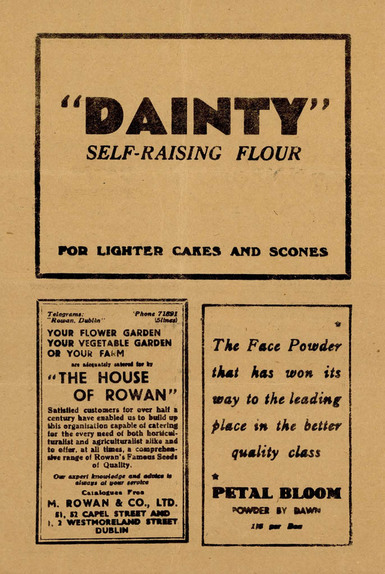 "DAINTY"
SELF-RAISING FLOUR
FOR LIGHTER CAKES AND SCONES
Telegrams: 'Phone 71891
"Rowan, Dublin" (5 lines)
YOUR FLOWER GARDEN
YOUR VEGETABLE GARDEN
OR YOUR FARM
are adequately catered for by
"THE HOUSE
OF ROWAN"
Satisfied customers for over half a
century have enabled us to build up
this organisation capable of catering
for the every need of both horticul-
turalist and agriculturalist alike and
to offer, at all times, a comprehen-
sive range of Rowan's Famous Seeds
of Quality.
Our expert knowledge and advice is
always at your service
Catalogues Free
M. ROWAN & CO., LTD.
51, 52 CAPEL STREET AND
1, 2 WESTMORELAND STREET
DUBLIN
The Face Powder
that has won its
way to the leading
place in the better
quality class
PETAL BLOOM
POWDER BY DAWN
per Box